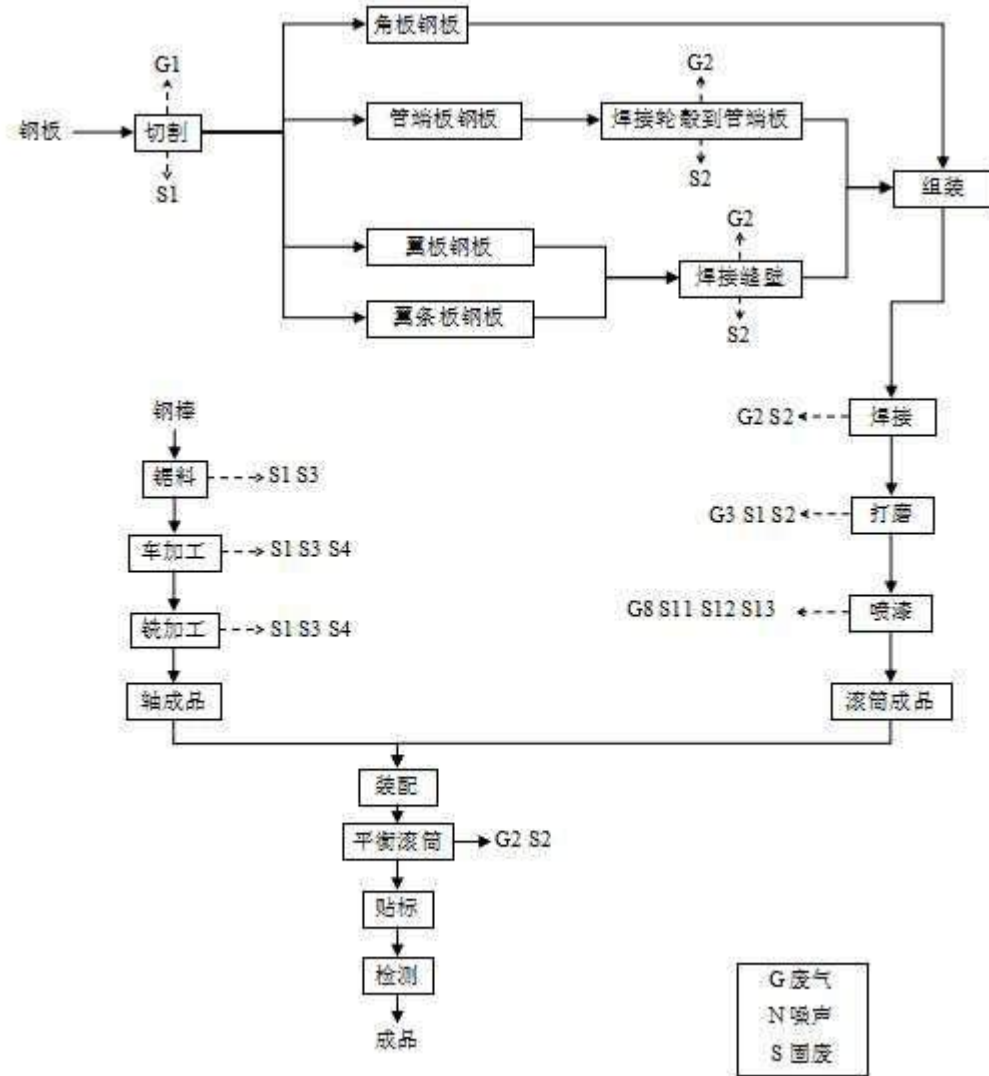 角板钢板
G1
G2
钢板
切割
管端板钢板
焊接轮毂到管端板
S1
S2
组装
G2
翼板钢板
焊接缝壁
翼条板钢板
S2
钢棒
G2 S2
焊接
锯料
S1 S3
G3 S1 S2
打磨
车加工
S1 S3 S4
G8 S11 S12 S13
喷漆
铣加工
S1 S3 S4
轴成品
滚筒成品
装配
平衡滚筒
G2 S2
贴标
检测
成品
G 废气
N 噪声
S 固废